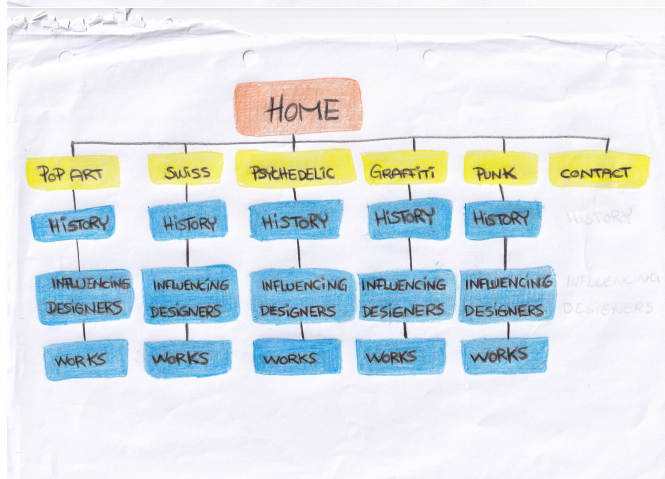 HOME
POP ART
SWISS
PSYCHEDELIC
GRAFFITI
PUNK
CONTACT
HISTORY
HISTORY
HISTORY
HISTORY
HISTORY
HISTORY
INFLUENCING
DESIGNERS
INFLUENCING
DESIGNERS
INFLUENCING
DESIGNERS
INFLUENCING
DESIGNERS
INFLUENCING
DESIGNERS
INFLUENCING
DESIGNERS
WORKS
WORKS
WORKS
WORKS
WORKS